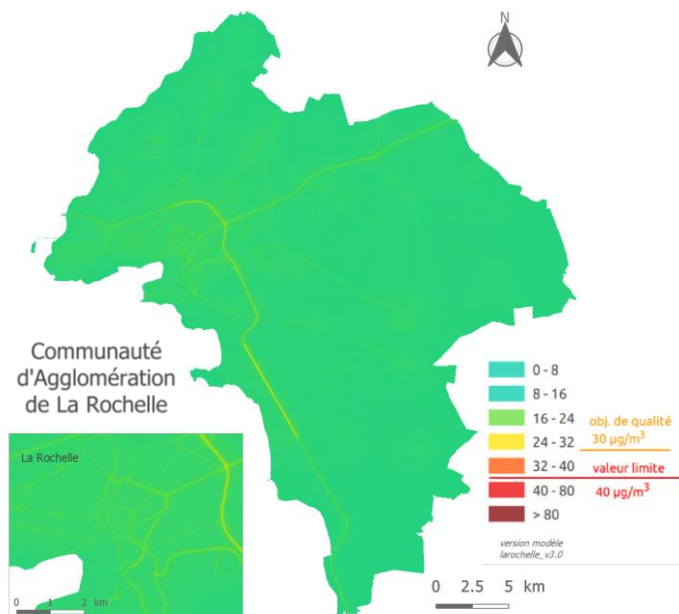 N
Communauté
d'Agglomération
de La Rochelle
La Rochelle
0 1 2 km
0 - 8
8 - 16
16 - 24
24 - 32
32 - 40
40 - 80
> 80
obj. de qualité
30 µg/m³
valeur limite
40 µg/m³
version modèle
larochelle_v3.0
0 2.5 5 km